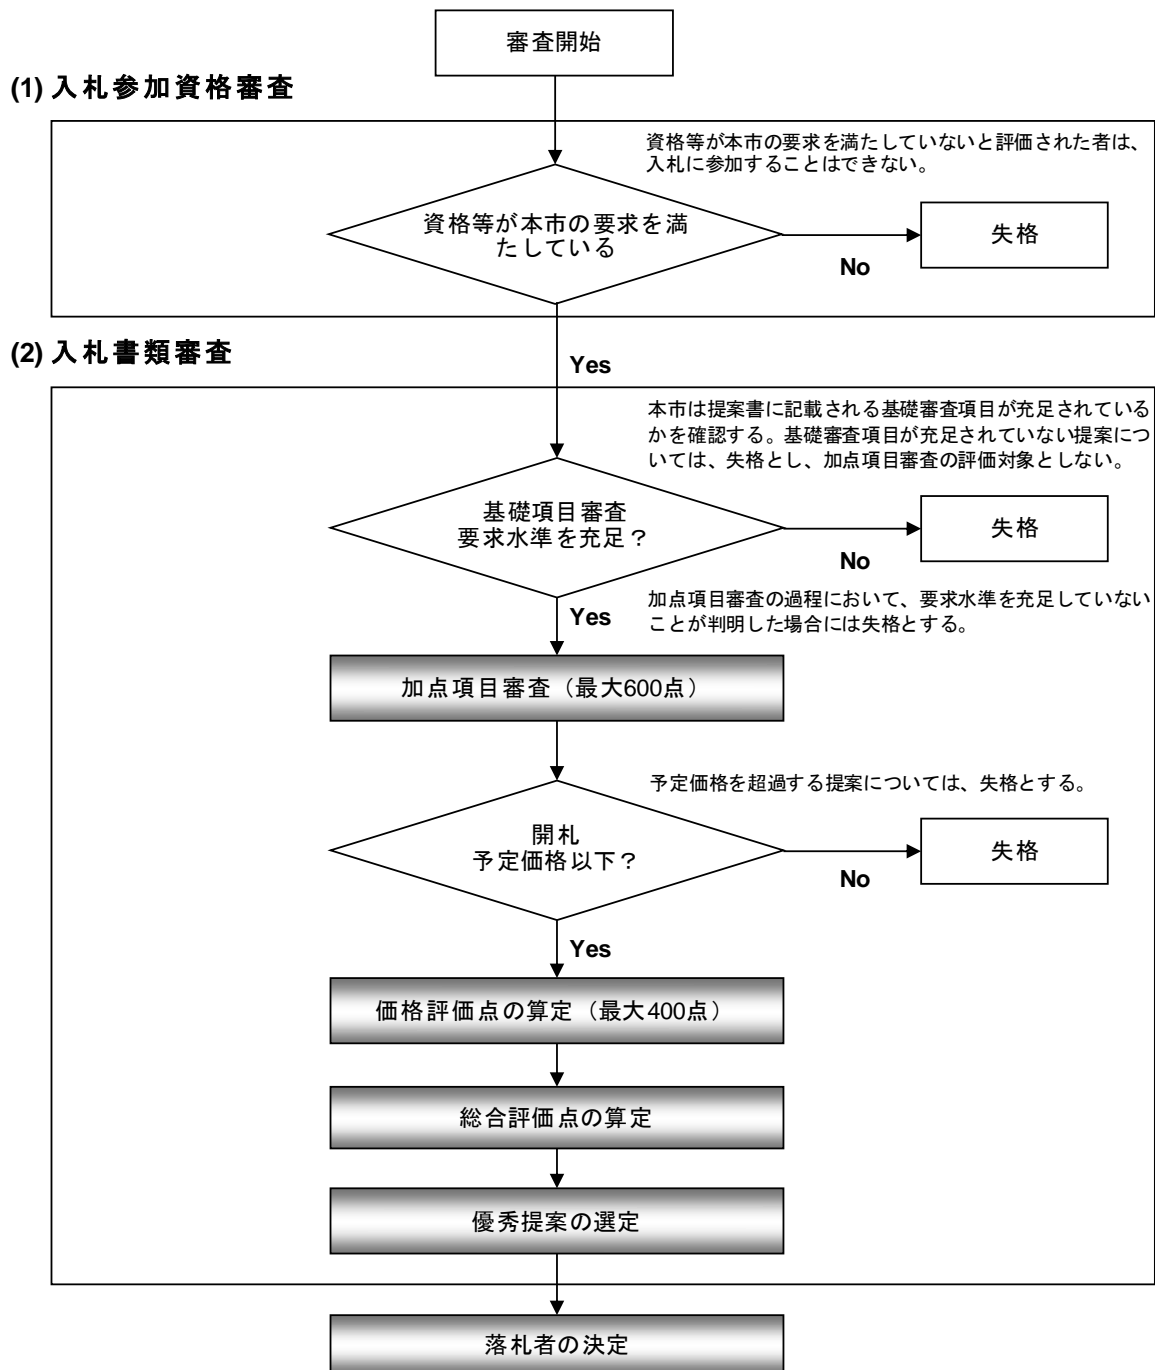 審査開始
(1) 入札参加資格審査
資格等が本市の要求を満たしていないと評価された者は、
入札に参加することはできない。
資格等が本市の要求を満
たしている
失格
No
(2) 入札書類審査
Yes
本市は提案書に記載される基礎審査項目が充足されている
かを確認する。基礎審査項目が充足されていない提案につ
いては、失格とし、加点項目審査の評価対象としない。
基礎項目審査
要求水準を充足？
失格
No
Yes
加点項目審査の過程において、要求水準を充足していない
ことが判明した場合には失格とする。
加点項目審査（最大600点）
予定価格を超過する提案については、失格とする。
開札
予定価格以下？
失格
No
Yes
価格評価点の算定（最大400点）
総合評価点の算定
優秀提案の選定
落札者の決定